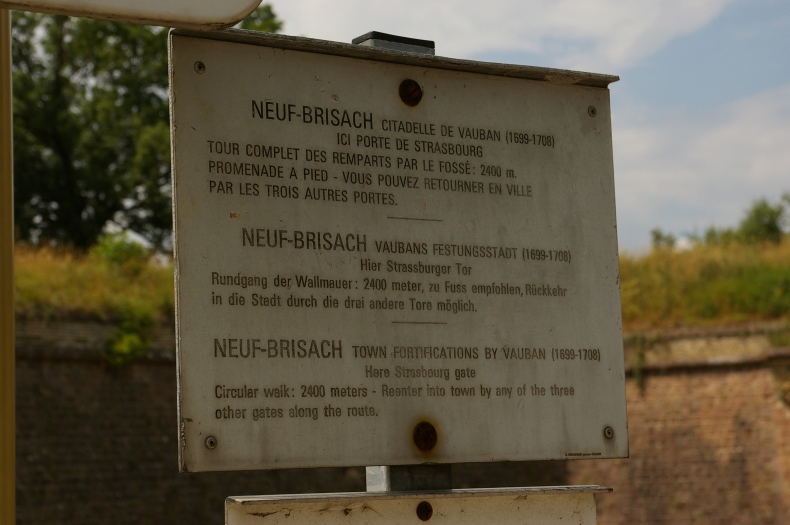 NEUF-BRISACH CITADELLE DE VAUBAN (1699-1708)
ICI PORTE DE STRASBOURG
TOUR COMPLET DES REMPARTS PAR LE FOSSÉ: 2400 m.
PROMENADE A PIED - VOUS POUVEZ RETOURNER EN VILLE
PAR LES TROIS AUTRES PORTES.
NEUF-BRISACH VAUBANS FESTUNGSSTADT (1699-1708)
Hier Strassburger Tor
Rundgang der Wallmauer: 2400 meter, zu Fuss empfohlen, Rückkehr
in die Stedt durch die drei andere Tore möglich.
NEUF-BRISACH TOWN FORTIFICATIONS BY VAUBAN (1699-1708)
Here Strasbourg gate
Circular walk: 2400 meters - Reenter into town by any of the three
other gates along the route.